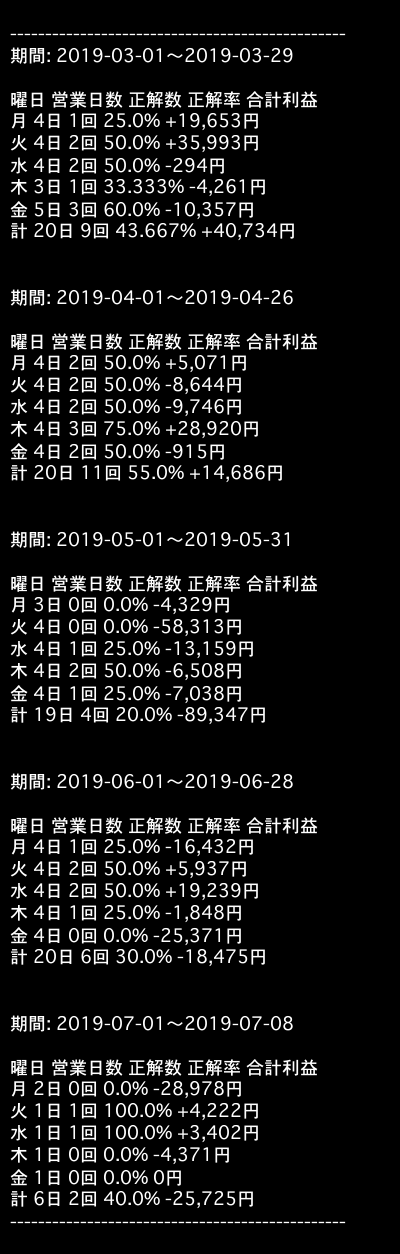 ------------------------------------------------
期間: 2019-03-01〜2019-03-29
曜日 営業日数 正解数 正解率 合計利益
月 4日 1回 25.0% +19,653円
火 4日 2回 50.0% +35,993円
水 4日 2回 50.0% -294円
木 3日 1回 33.333% -4,261円
金 5日 3回 60.0% -10,357円
計 20日 9回 43.667% +40,734円
期間: 2019-04-01〜2019-04-26
曜日 営業日数 正解数 正解率 合計利益
月 4日 2回 50.0% +5,071円
火 4日 2回 50.0% -8,644円
水 4日 2回 50.0% -9,746円
木 4日 3回 75.0% +28,920円
金 4日 2回 50.0% -915円
計 20日 11回 55.0% +14,686円
期間: 2019-05-01〜2019-05-31
曜日 営業日数 正解数 正解率 合計利益
月 3日 0回 0.0% -4,329円
火 4日 0回 0.0% -58,313円
水 4日 1回 25.0% -13,159円
木 4日 2回 50.0% -6,508円
金 4日 1回 25.0% -7,038円
計 19日 4回 20.0% -89,347円
期間: 2019-06-01〜2019-06-28
曜日 営業日数 正解数 正解率 合計利益
月 4日 1回 25.0% -16,432円
火 4日 2回 50.0% +5,937円
水 4日 2回 50.0% +19,239円
木 4日 1回 25.0% -1,848円
金 4日 0回 0.0% -25,371円
計 20日 6回 30.0% -18,475円
期間: 2019-07-01〜2019-07-08
曜日 営業日数 正解数 正解率 合計利益
月 2日 0回 0.0% -28,978円
火 1日 1回 100.0% +4,222円
水 1日 1回 100.0% +3,402円
木 1日 0回 0.0% -4,371円
金 1日 0回 0.0% 0円
計 6日 2回 40.0% -25,725円
------------------------------------------------